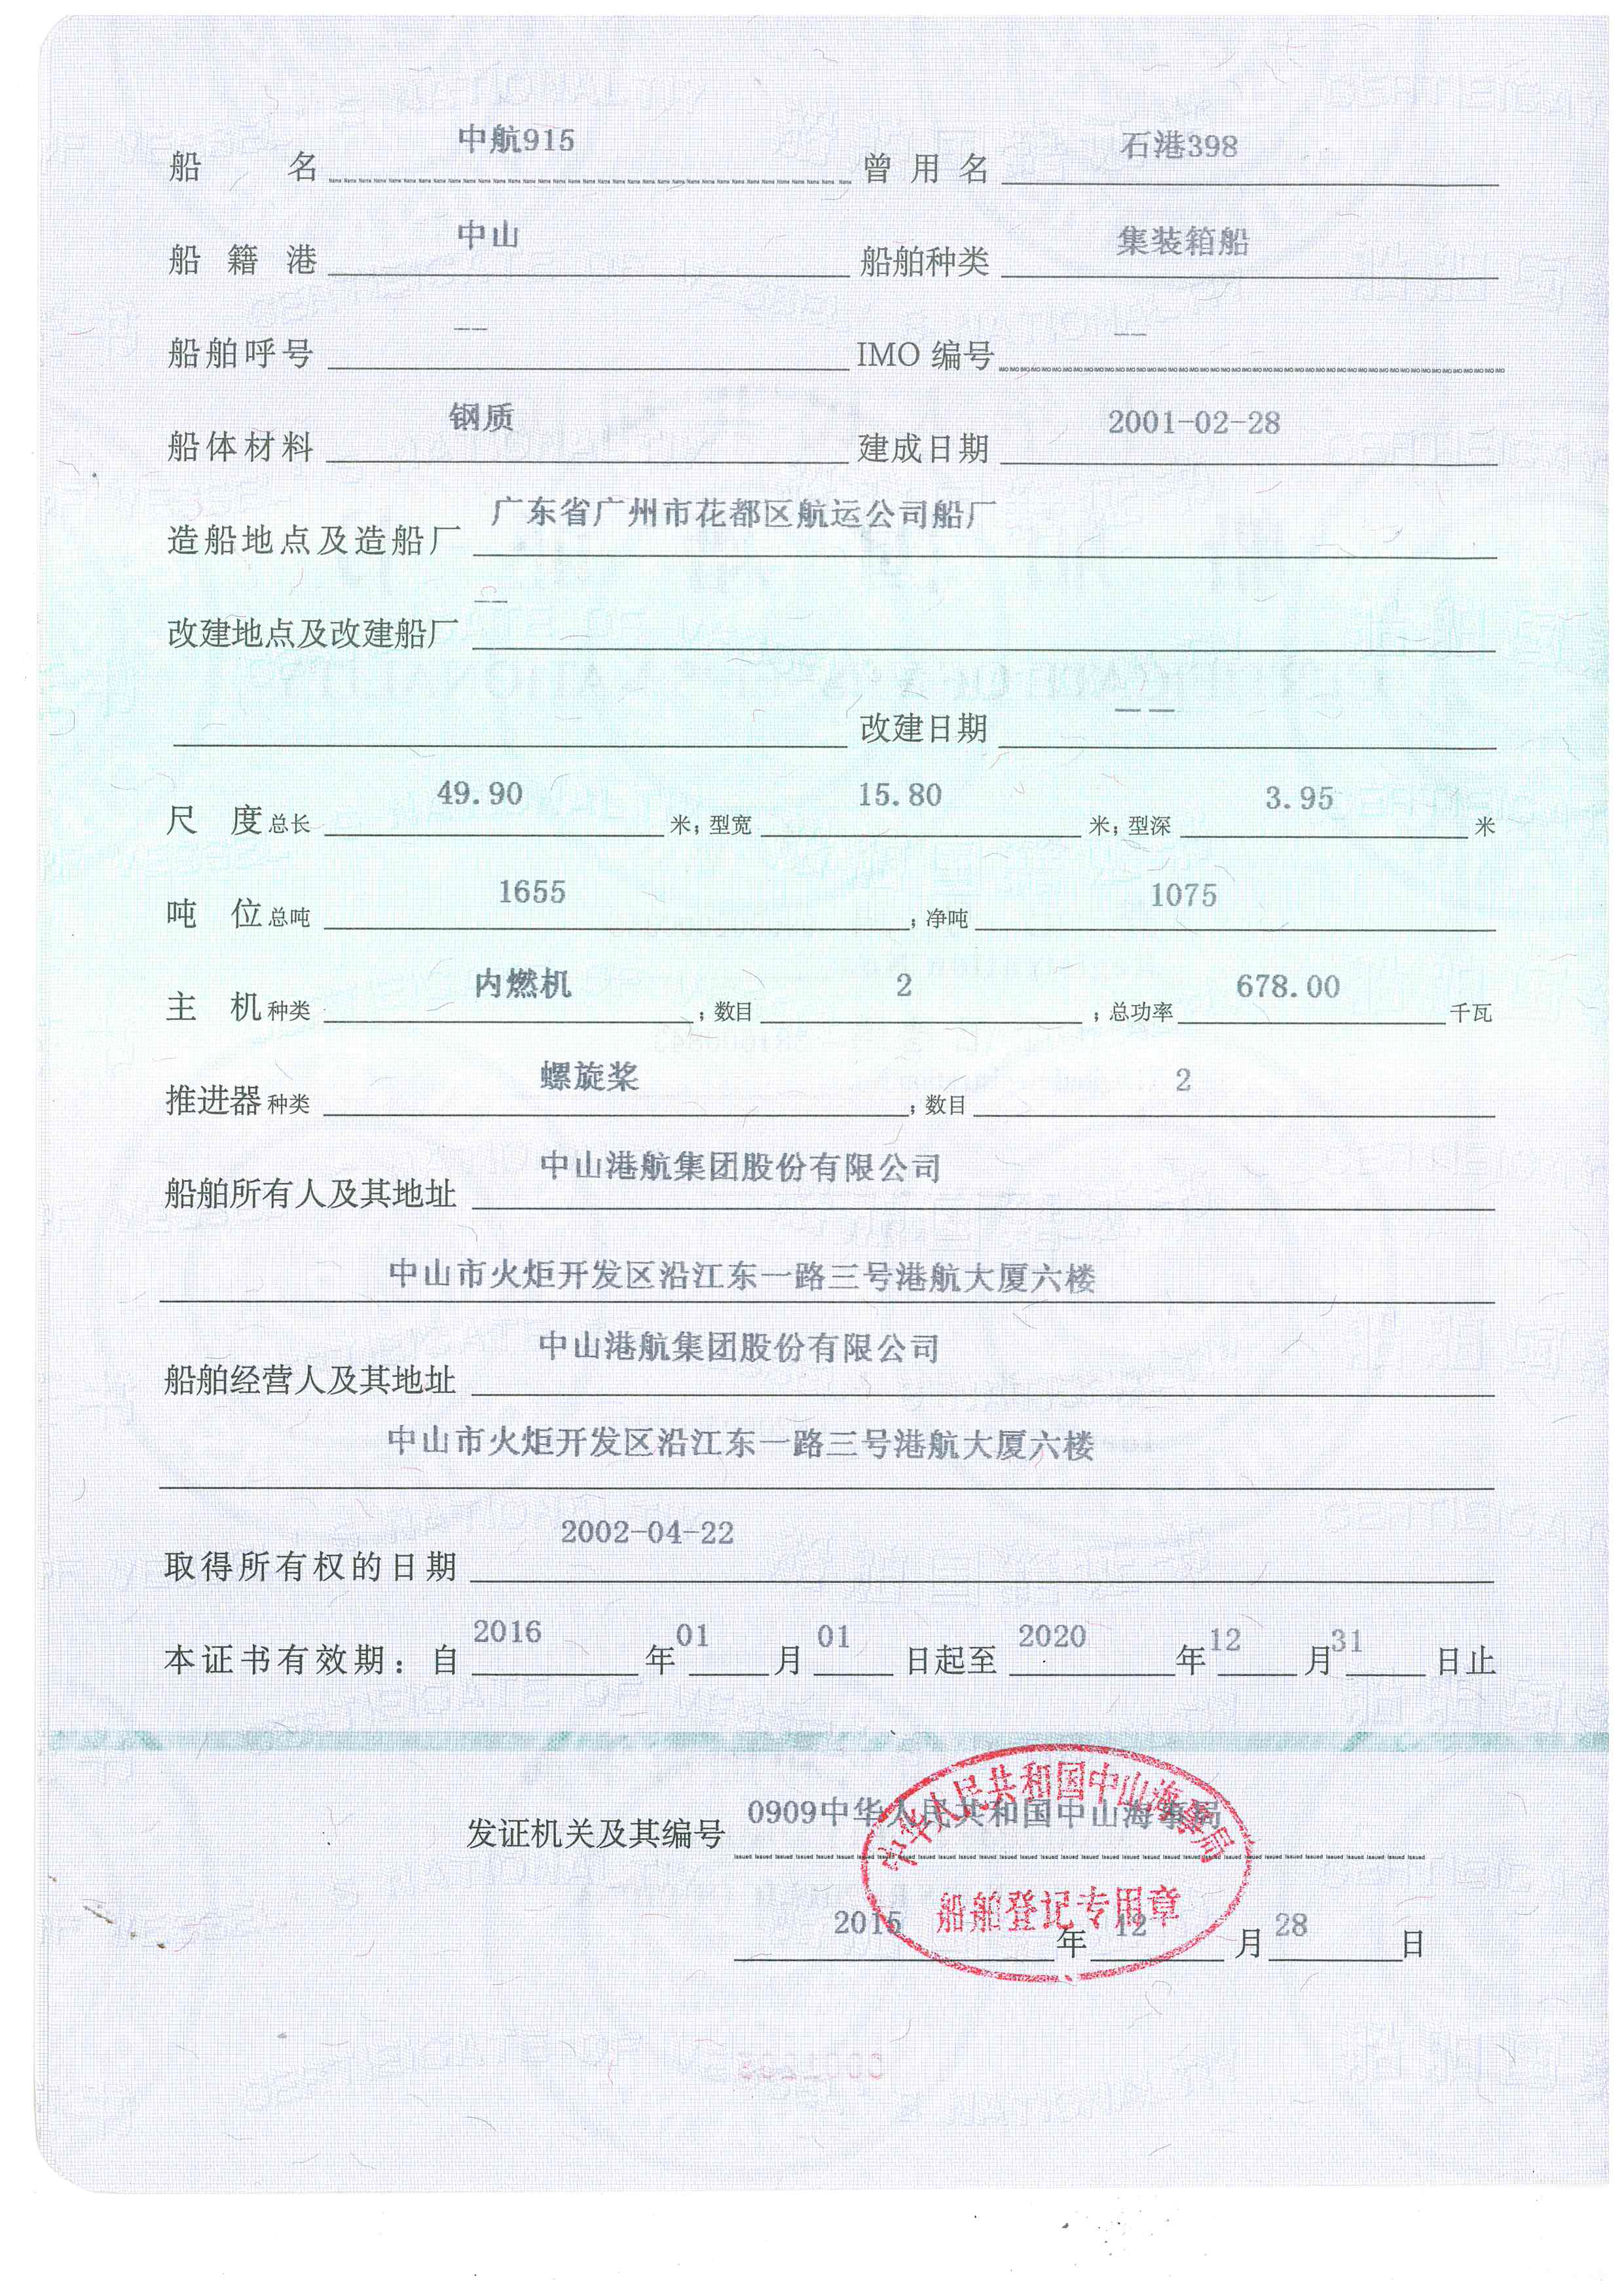 船名 中航915 曾用名 石港398
船籍港 中山 船舶种类 集装箱船
船舶呼号 —— IMO 编号 ——
船体材料 钢质 建成日期 2001-02-28
造船地点及造船厂 广东省广州市花都区航运公司船厂
改建地点及改建船厂 ——
改建日期 ——
尺度 总长 49.90 米; 型宽 15.80 米; 型深 3.95 米
吨位 总吨 1655 ; 净吨 1075
主机 种类 内燃机 ; 数目 2 ; 总功率 678.00 千瓦
推进器 种类 螺旋桨 ; 数目 2
船舶所有人及其地址 中山港航集团股份有限公司
中山市火炬开发区沿江东一路三号港航大厦六楼
船舶经营人及其地址 中山港航集团股份有限公司
中山市火炬开发区沿江东一路三号港航大厦六楼
取得所有权的日期 2002-04-22
本证书有效期: 自 2016 年 01 月 01 日起至 2020 年 12 月 31 日止
发证机关及其编号 0909中华人民共和国中山海事局
中华人民共和国中山海事局
船舶登记专用章
2015 年 12 月 28 日